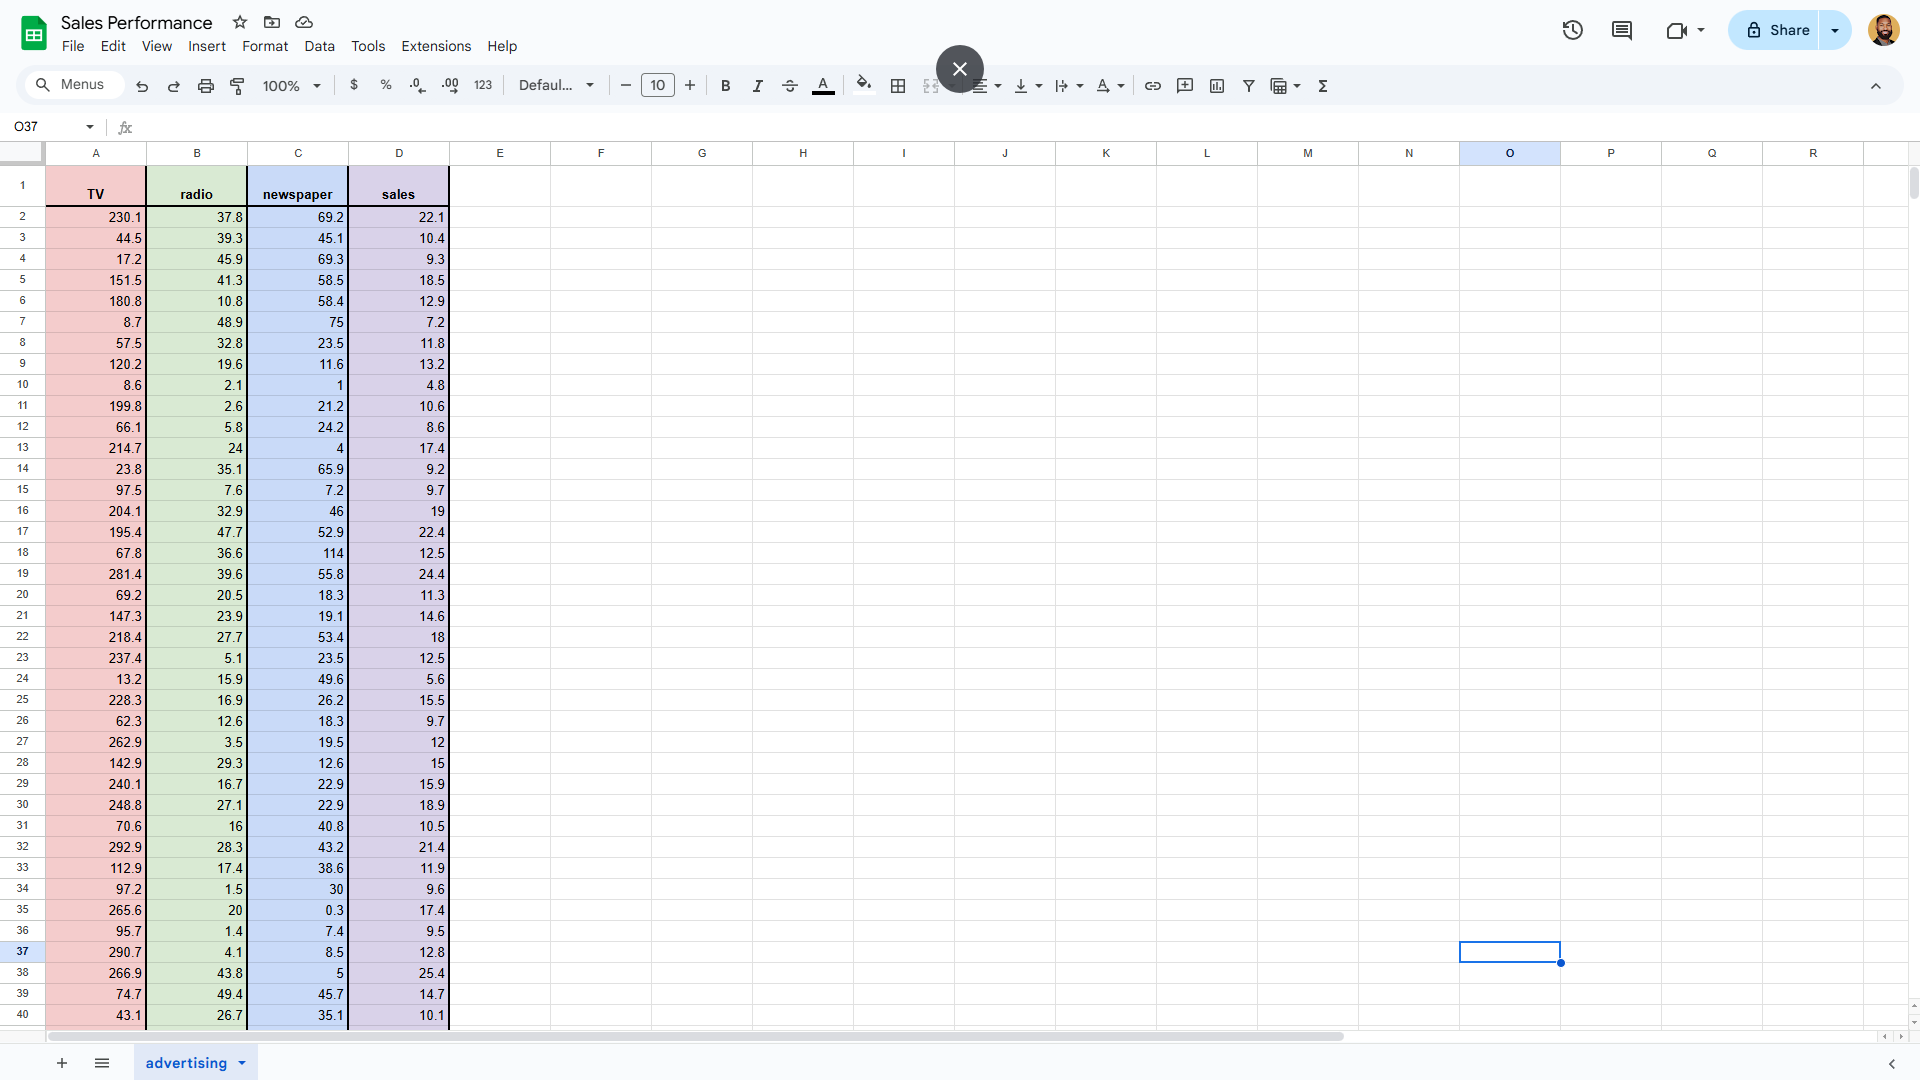 Sales Performance
File Edit View Insert Format Data Tools Extensions Help
Share
Menus 100% $ % .0 .00 123 Defaul... 10 B I A
O37 fx
A B C D E F G H I J K L M N O P Q R
1 TV radio newspaper sales
2 230.1 37.8 69.2 22.1
3 44.5 39.3 45.1 10.4
4 17.2 45.9 69.3 9.3
5 151.5 41.3 58.5 18.5
6 180.8 10.8 58.4 12.9
7 8.7 48.9 75 7.2
8 57.5 32.8 23.5 11.8
9 120.2 19.6 11.6 13.2
10 8.6 2.1 1 4.8
11 199.8 2.6 21.2 10.6
12 66.1 5.8 24.2 8.6
13 214.7 24 4 17.4
14 23.8 35.1 65.9 9.2
15 97.5 7.6 7.2 9.7
16 204.1 32.9 46 19
17 195.4 47.7 52.9 22.4
18 67.8 36.6 114 12.5
19 281.4 39.6 55.8 24.4
20 69.2 20.5 18.3 11.3
21 147.3 23.9 19.1 14.6
22 218.4 27.7 53.4 18
23 237.4 5.1 23.5 12.5
24 13.2 15.9 49.6 5.6
25 228.3 16.9 26.2 15.5
26 62.3 12.6 18.3 9.7
27 262.9 3.5 19.5 12
28 142.9 29.3 12.6 15
29 240.1 16.7 22.9 15.9
30 248.8 27.1 22.9 18.9
31 70.6 16 40.8 10.5
32 292.9 28.3 43.2 21.4
33 112.9 17.4 38.6 11.9
34 97.2 1.5 30 9.6
35 265.6 20 0.3 17.4
36 95.7 1.4 7.4 9.5
37 290.7 4.1 8.5 12.8
38 266.9 43.8 5 25.4
39 74.7 49.4 45.7 14.7
40 43.1 26.7 35.1 10.1
advertising